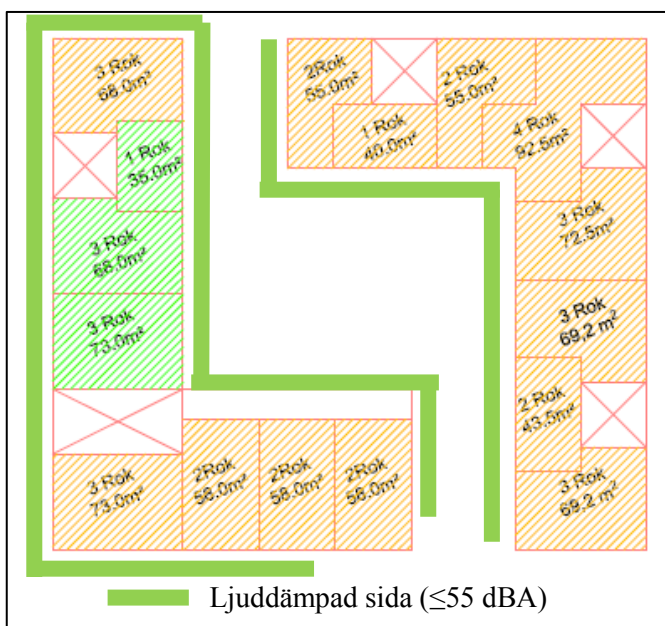 3 Rok
68.0m²
1 Rok
35.0m²
3 Rok
68.0m²
3 Rok
73.0m²
3 Rok
73.0m²
2Rok
58.0m²
2Rok
58.0m²
2Rok
58.0m²
2Rok
55.0m²
1 Rok
40.0m²
2 Rok
55.0m²
4 Rok
92.5m²
3 Rok
72.5m²
3 Rok
69,2 m²
2 Rok
43.5m²
3 Rok
69,2 m²
Ljuddämpad sida (≤55 dBA)